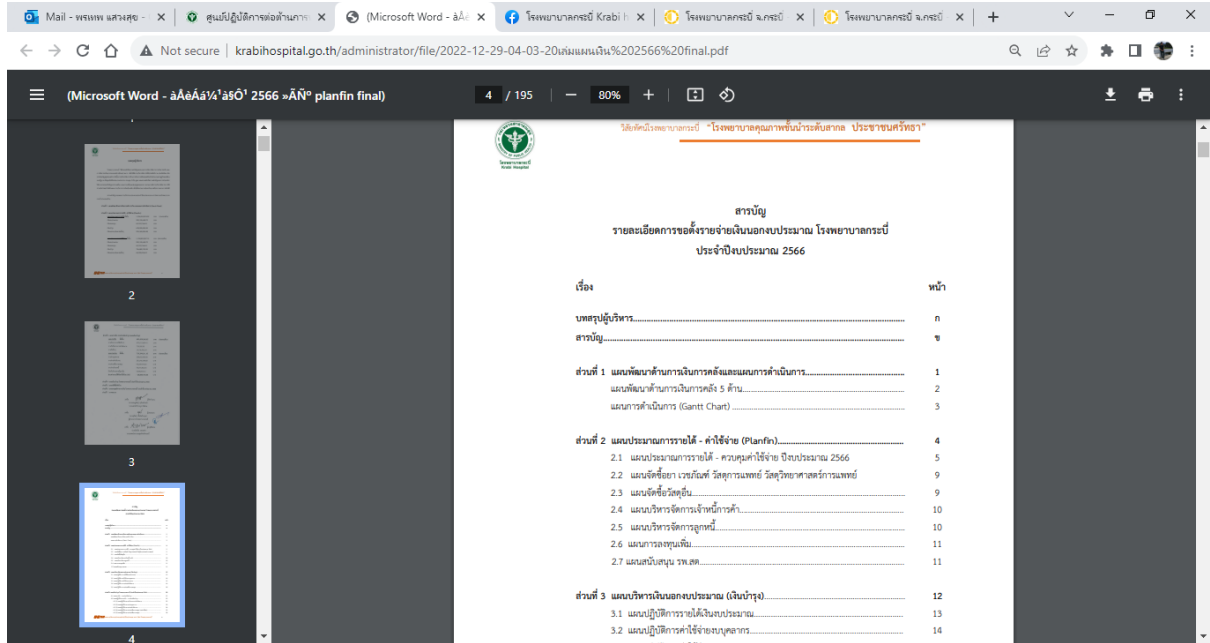 Mail - พรเทพ แสวงสุข -
ศูนย์ปฏิบัติการต่อต้านการ
(Microsoft Word - àÅè
โรงพยาบาลกระบี่ Krabi h
โรงพยาบาลกระบี่ จ.กระบี่
โรงพยาบาลกระบี่ จ.กระบี่
Not secure | krabihospital.go.th/administrator/file/2022-12-29-04-03-20เล่มแผนเงิน%202566%20final.pdf
(Microsoft Word - àÅèÁá¼¹à§Ô¹ 2566 »ÃÑº planfin final)
4 / 195
80%
2
3
4
วิสัยทัศน์โรงพยาบาลกระบี่ "โรงพยาบาลคุณภาพชั้นนำระดับสากล ประชาชนศรัทธา"
โรงพยาบาลกระบี่
Krabi Hospital
สารบัญ
รายละเอียดการขอตั้งรายจ่ายเงินนอกงบประมาณ โรงพยาบาลกระบี่
ประจำปีงบประมาณ 2566
เรื่อง หน้า
บทสรุปผู้บริหาร ก
สารบัญ ข
ส่วนที่ 1 แผนพัฒนาด้านการเงินการคลังและแผนการดำเนินการ 1
แผนพัฒนาด้านการเงินการคลัง 5 ด้าน 2
แผนการดำเนินการ (Gantt Chart) 3
ส่วนที่ 2 แผนประมาณการรายได้ - ค่าใช้จ่าย (Planfin) 4
2.1 แผนประมาณการรายได้ - ควบคุมค่าใช้จ่าย ปีงบประมาณ 2566 5
2.2 แผนจัดซื้อยา เวชภัณฑ์ วัสดุการแพทย์ วัสดุวิทยาศาสตร์การแพทย์ 9
2.3 แผนจัดซื้อวัสดุอื่น 9
2.4 แผนบริหารจัดการเจ้าหนี้การค้า 10
2.5 แผนบริหารจัดการลูกหนี้ 10
2.6 แผนการลงทุนเพิ่ม 11
2.7 แผนสนับสนุน รพ.สต 11
ส่วนที่ 3 แผนบริหารเงินนอกงบประมาณ (เงินบำรุง) 12
3.1 แผนปฏิบัติการรายได้เงินงบประมาณ 13
3.2 แผนปฏิบัติการค่าใช้จ่ายงบบุคลากร 14